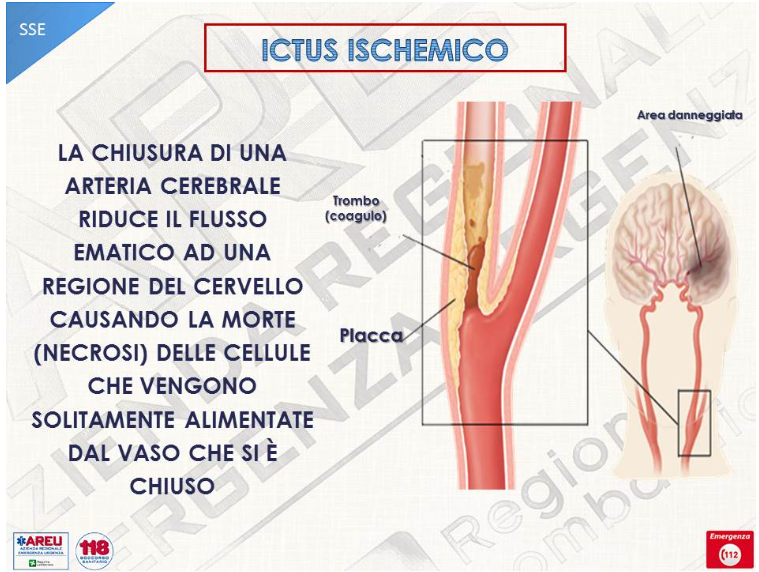 SSE
ICTUS ISCHEMICO
Area danneggiata
LA CHIUSURA DI UNA
ARTERIA CEREBRALE
RIDUCE IL FLUSSO
EMATICO AD UNA
REGIONE DEL CERVELLO
CAUSANDO LA MORTE
(NECROSI) DELLE CELLULE
CHE VENGONO
SOLITAMENTE ALIMENTATE
DAL VASO CHE SI È
CHIUSO
Trombo
(coagulo)
Placca
AREU
AZIENDA REGIONALE
EMERGENZA URGENZA
118
SOCCORSO
SANITARIO
Emergenza
112